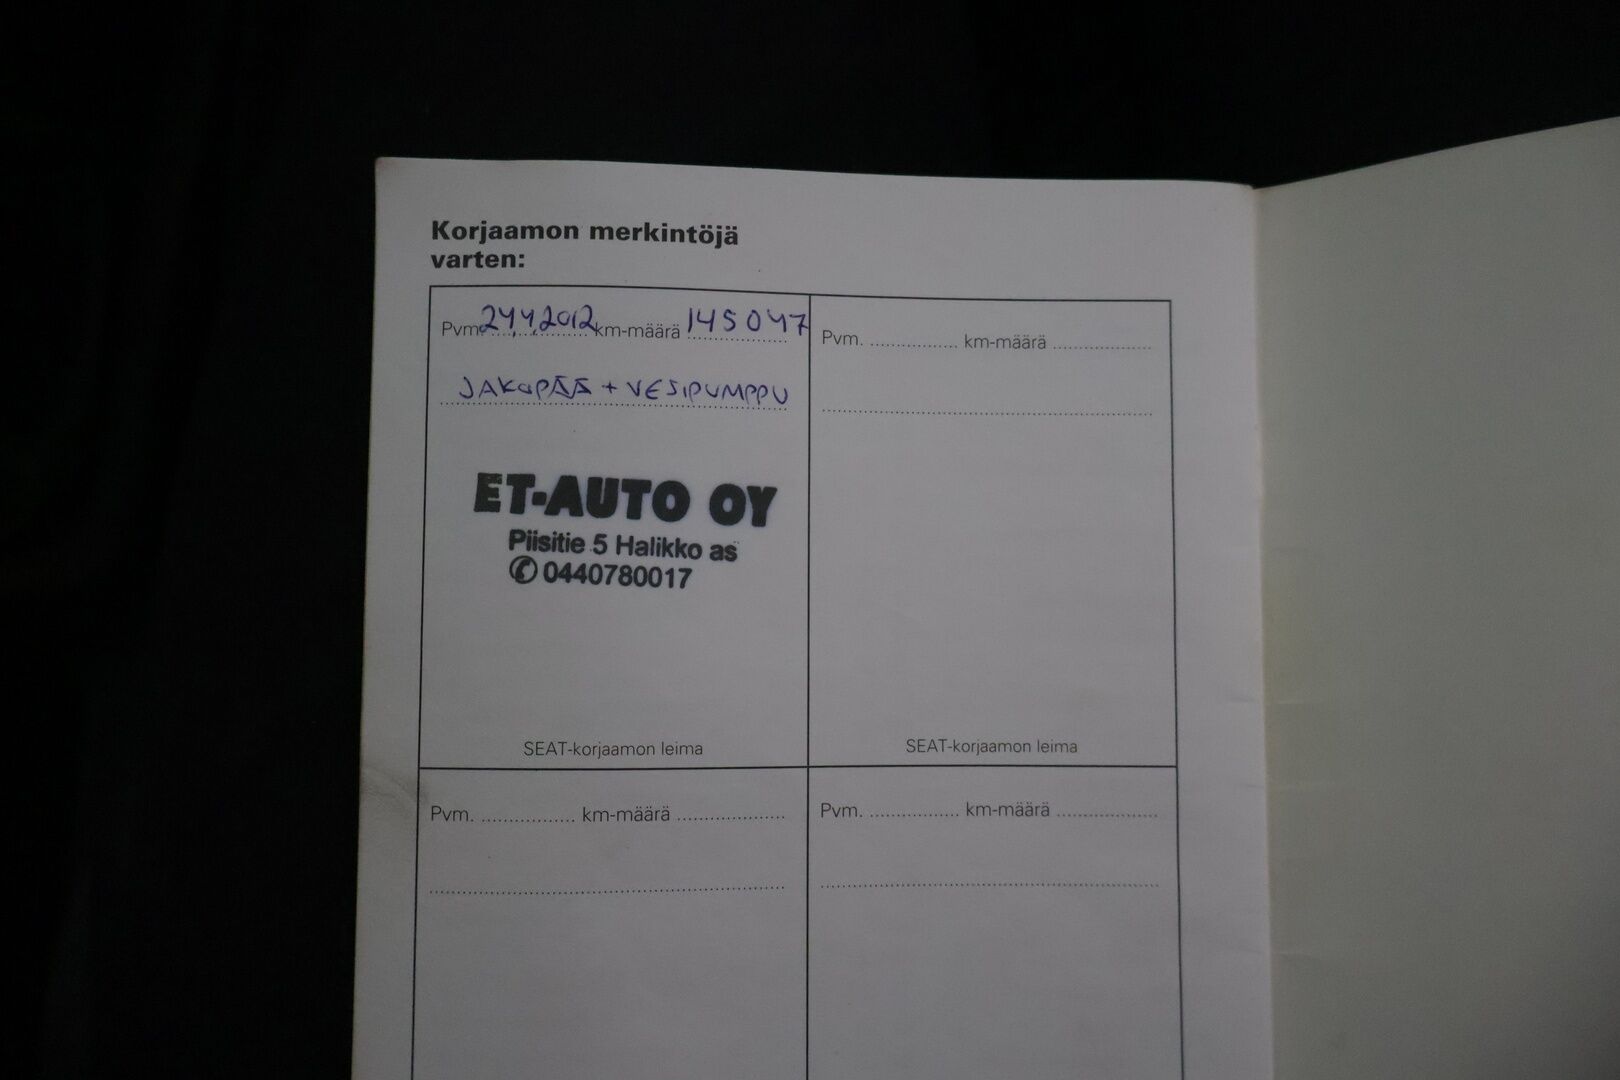 Korjaamon merkintöjä
varten:
Pvm. 24.4.2012 km-määrä 145047
JAKOPÄÄ + VESIPUMPPU
ET-AUTO OY
Piisitie 5 Halikko as
✆ 0440780017
SEAT-korjaamon leima
Pvm. ................ km-määrä ..................
SEAT-korjaamon leima
Pvm. ................ km-määrä ..................
Pvm. ................ km-määrä ..................